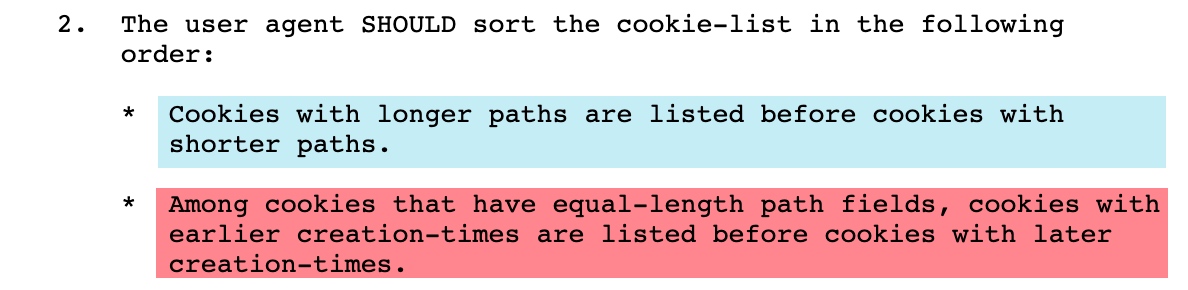 2. The user agent SHOULD sort the cookie-list in the following
order:
* Cookies with longer paths are listed before cookies with
shorter paths.
* Among cookies that have equal-length path fields, cookies with
earlier creation-times are listed before cookies with later
creation-times.